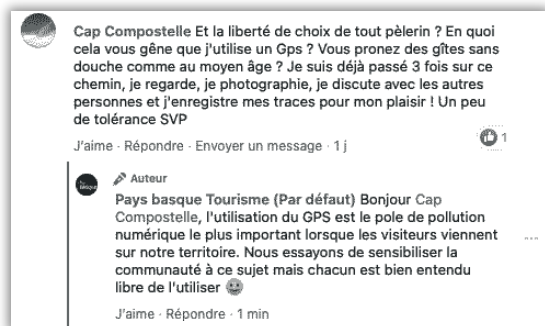 Cap Compostelle Et la liberté de choix de tout pèlerin ? En quoi
cela vous gêne que j'utilise un Gps ? Vous pronez des gîtes sans
douche comme au moyen âge ? Je suis déjà passé 3 fois sur ce
chemin, je regarde, je photographie, je discute avec les autres
personnes et j'enregistre mes traces pour mon plaisir ! Un peu
de tolérance SVP
J'aime · Répondre · Envoyer un message · 1 j
1
Auteur
Pays basque Tourisme (Par défaut) Bonjour Cap
Compostelle, l'utilisation du GPS est le pole de pollution
numérique le plus important lorsque les visiteurs viennent
sur notre territoire. Nous essayons de sensibiliser la
communauté à ce sujet mais chacun est bien entendu
libre de l'utiliser
J'aime · Répondre · 1 min